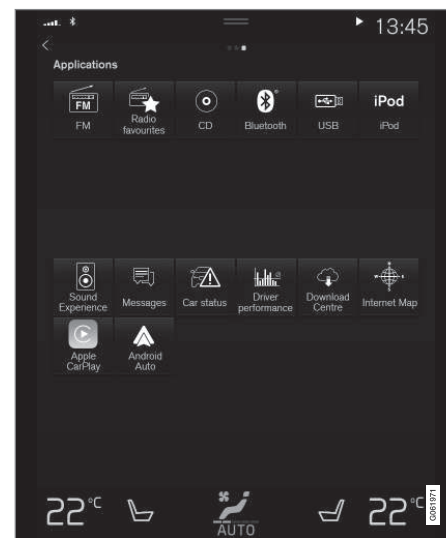 13:45
Applications
FM
FM
Radio
favourites
CD
Bluetooth
USB
iPod
iPod
Sound
Experience
Messages
Car status
Driver
performance
Download
Centre
Internet Map
Apple
CarPlay
Android
Auto
22°C
AUTO
22°C
G061971